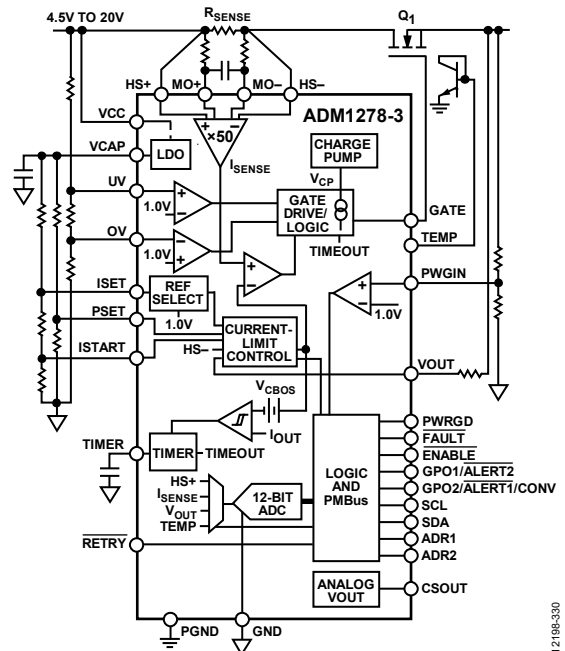 4.5V TO 20V
RSENSE
Q1
HS+
MO+
MO–
HS–
ADM1278-3
VCC
VCAP
LDO
+
–
×50
ISENSE
CHARGE
PUMP
VCP
UV
+
–
1.0V
GATE
DRIVE/
LOGIC
TIMEOUT
GATE
TEMP
OV
–
+
1.0V
+
–
PWGIN
+
–
1.0V
ISET
REF
SELECT
1.0V
PSET
CURRENT-
LIMIT
CONTROL
HS–
ISTART
VOUT
VCBOS
IOUT
TIMER
TIMER
TIMEOUT
PWRGD
FAULT
ENABLE
GPO1/ALERT2
GPO2/ALERT1/CONV
SCL
SDA
ADR1
ADR2
LOGIC
AND
PMBus
HS+
ISENSE
VOUT
TEMP
12-BIT
ADC
RETRY
ANALOG
VOUT
CSOUT
PGND
GND
12198-330